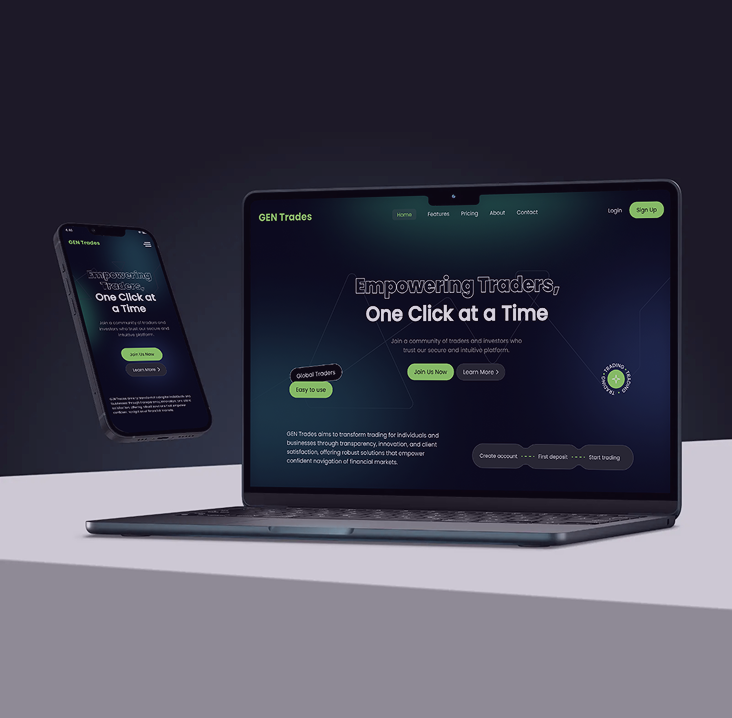 GEN Trades
Home
Features
Pricing
About
Contact
Login
Sign Up
Empowering Traders,
One Click at a Time
Join a community of traders and investors who
trust our secure and intuitive platform.
Join Us Now
Learn More
Global Traders
Easy to use
TRADING • TRADING • TRADING •
GEN Trades aims to transform trading for individuals and
businesses through transparency, innovation, and client
satisfaction, offering robust solutions that empower
confident navigation of financial markets.
Create account
First deposit
Start trading
GEN Trades
Empowering
Traders,
One Click at
a Time
Join a community of traders and
investors who trust our secure and
intuitive platform.
Join Us Now
Learn More